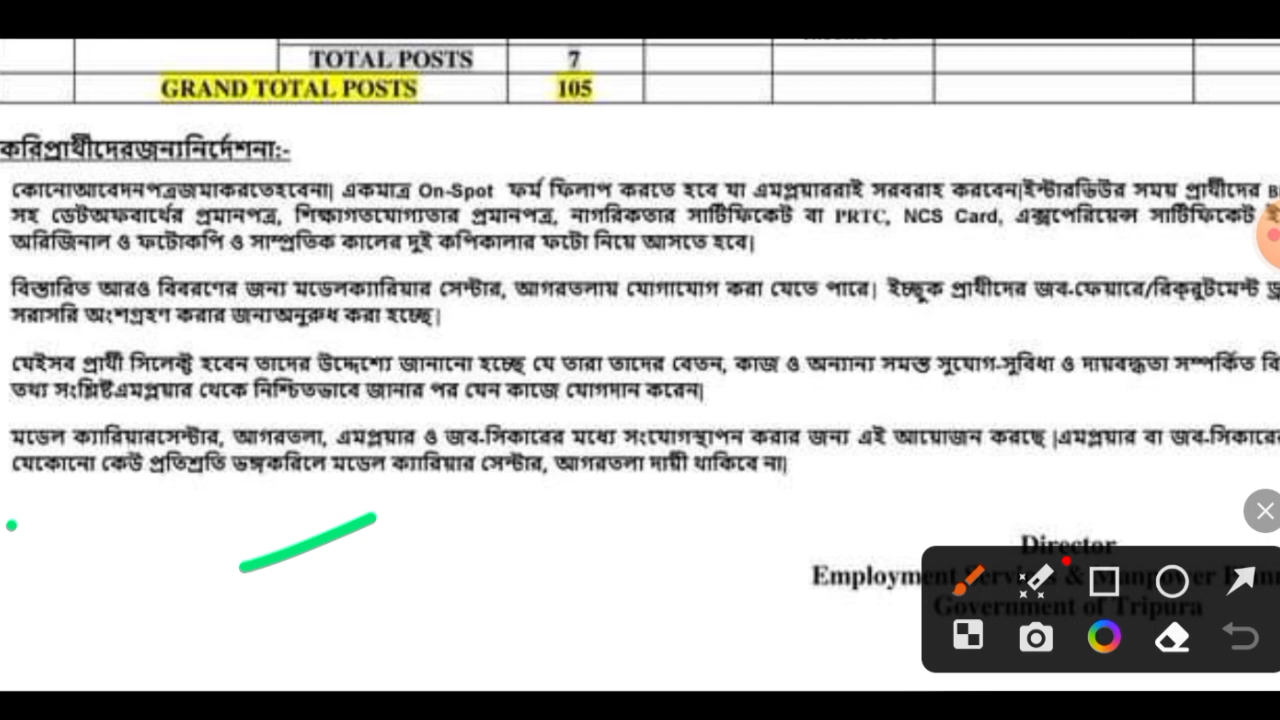 TOTAL POSTS 7
GRAND TOTAL POSTS 105
করিপ্রার্থীদেরজন্যনির্দেশনা:-
কোনোআবেদনপত্রজমাকরতেহবেনা| একমাত্র On-Spot ফর্ম ফিলাপ করতে হবে যা এমপ্লয়াররাই সরবরাহ করবেন|ইন্টারভিউর সময় প্রার্থীদের
সহ ডেটঅফবার্থের প্রমানপত্র, শিক্ষাগতযোগ্যতার প্রমানপত্র, নাগরিকতার সার্টিফিকেট বা PRTC, NCS Card, এক্সপেরিয়েন্স সার্টিফিকেট
অরিজিনাল ও ফটোকপি ও সাম্প্রতিক কালের দুই কপিকালার ফটো নিয়ে আসতে হবে|
বিস্তারিত আরও বিবরণের জন্য মডেলক্যারিয়ার সেন্টার, আগরতলায় যোগাযোগ করা যেতে পারে| ইচ্ছুক প্রার্থীদের জব-ফেয়ারে/রিক্রুটমেন্ট
সরাসরি অংশগ্রহণ করার জন্যঅনুরুধ করা হচ্ছে|
যেইসব প্রার্থী সিলেক্ট হবেন তাদের উদ্দেশ্যে জানানো হচ্ছে যে তারা তাদের বেতন, কাজ ও অন্যান্য সমস্ত সুযোগ-সুবিধা ও দায়বদ্ধতা সম্পর্কিত
তথ্য সংশ্লিষ্টএমপ্লয়ার থেকে নিশ্চিতভাবে জানার পর যেন কাজে যোগদান করেন|
মডেল ক্যারিয়ারসেন্টার, আগরতলা, এমপ্লয়ার ও জব-সিকারের মধ্যে সংযোগস্থাপন করার জন্য এই আয়োজন করছে |এমপ্লয়ার বা জব-সিকারের
যেকোনো কেউ প্রতিশ্রতি ভঙ্গকরিলে মডেল ক্যারিয়ার সেন্টার, আগরতলা দায়ী থাকিবে না|
Director
Employment Services & Manpower
Government of Tripura